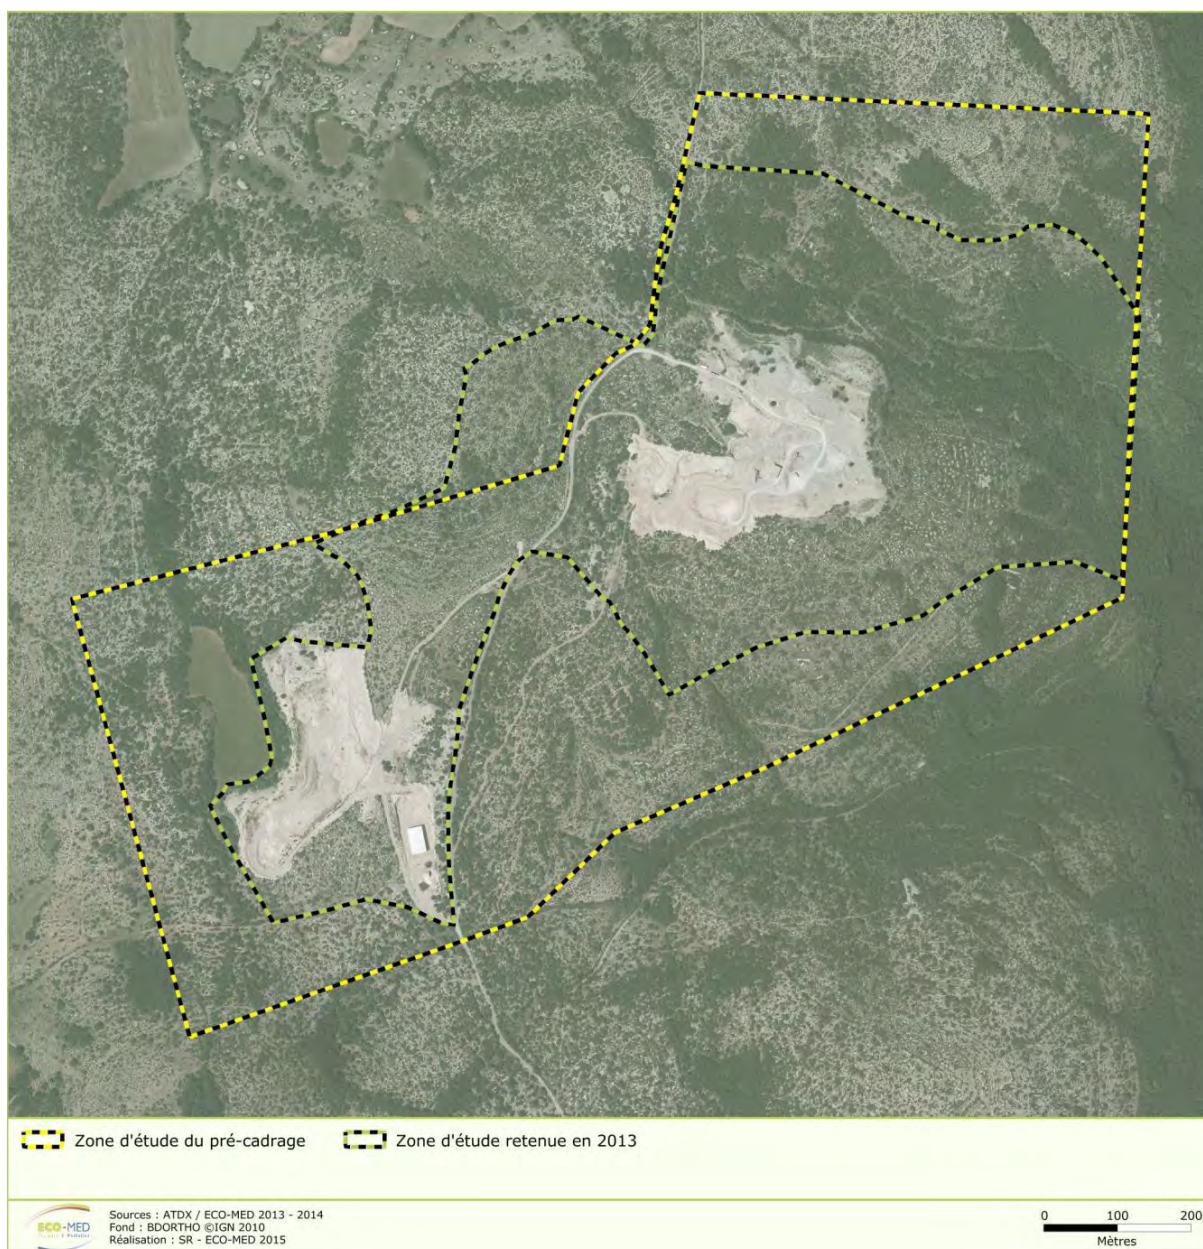 Zone d'étude du pré-cadrage
Zone d'étude retenue en 2013
ECO-MED
Sources : ATDX / ECO-MED 2013 - 2014
Fond : BDORTHO ©IGN 2010
Réalisation : SR - ECO-MED 2015
0 100 200
Mètres